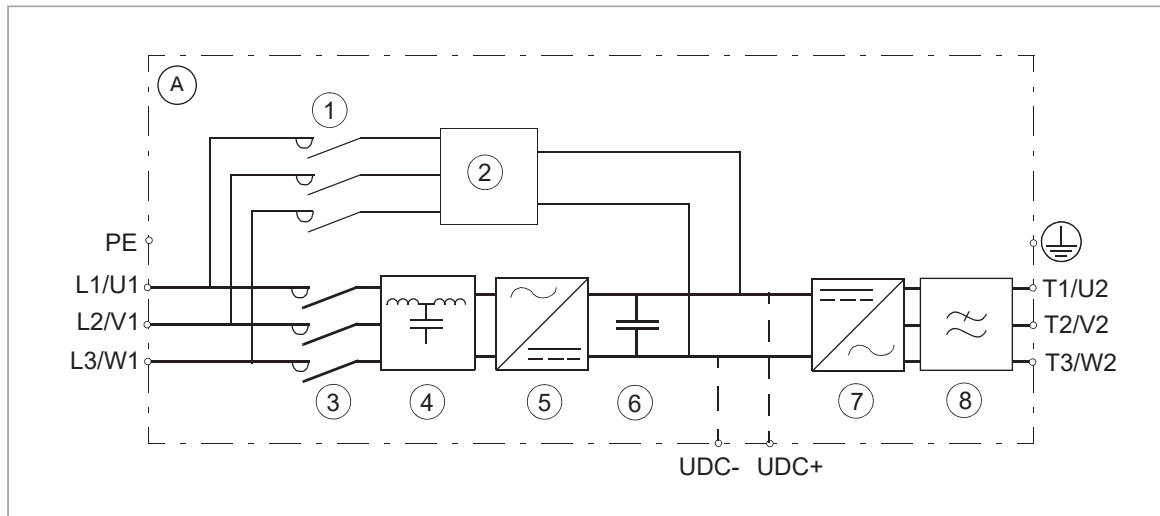 A
1
2
PE
L1/U1
L2/V1
L3/W1
T1/U2
T2/V2
T3/W2
3
4
5
6
7
8
UDC-
UDC+